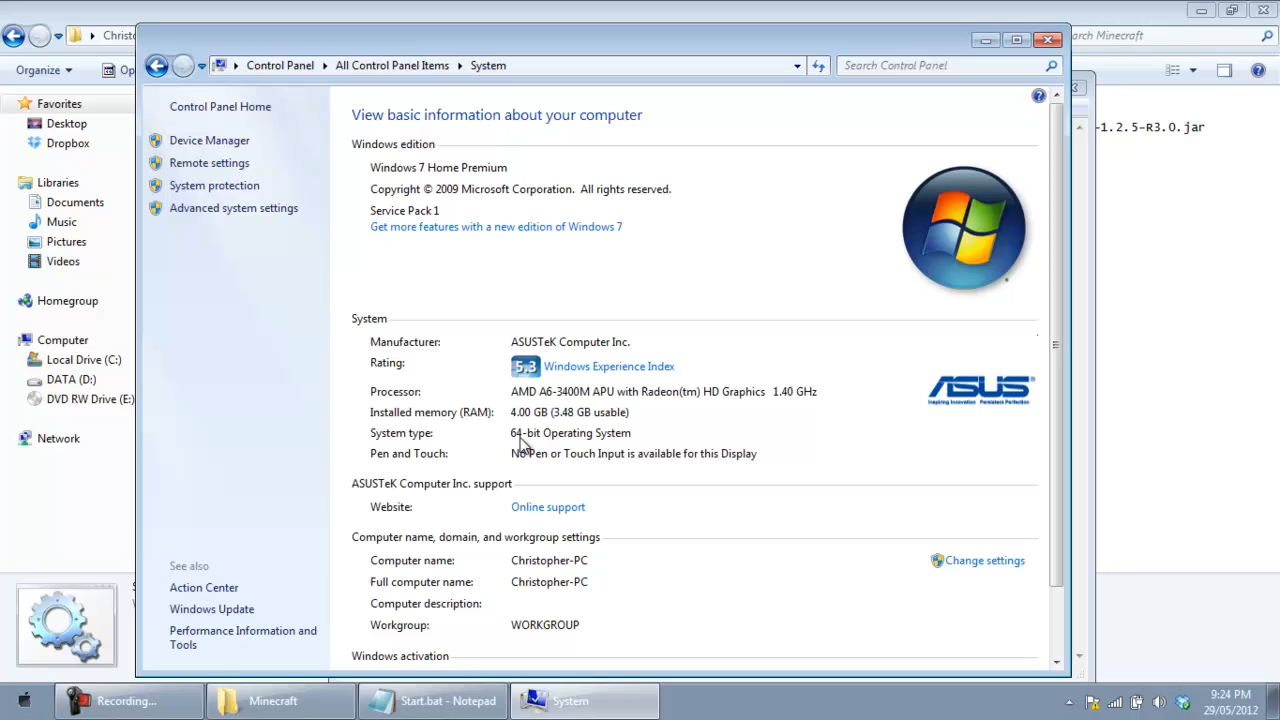 Christo
arch Minecraft
Control Panel
All Control Panel Items
System
Search Control Panel
Organize
Op
Favorites
Desktop
Dropbox
Libraries
Documents
Music
Pictures
Videos
Homegroup
Computer
Local Drive (C:)
DATA (D:)
DVD RW Drive (E:)
Network
Control Panel Home
Device Manager
Remote settings
System protection
Advanced system settings
See also
Action Center
Windows Update
Performance Information and
Tools
View basic information about your computer
Windows edition
Windows 7 Home Premium
Copyright © 2009 Microsoft Corporation. All rights reserved.
Service Pack 1
Get more features with a new edition of Windows 7
System
Manufacturer: ASUSTeK Computer Inc.
Rating: 5.3 Windows Experience Index
Processor: AMD A6-3400M APU with Radeon(tm) HD Graphics 1.40 GHz
Installed memory (RAM): 4.00 GB (3.48 GB usable)
System type: 64-bit Operating System
Pen and Touch: No Pen or Touch Input is available for this Display
ASUS
Inspiring Innovation Persistent Perfection
ASUSTeK Computer Inc. support
Website: Online support
Computer name, domain, and workgroup settings
Computer name: Christopher-PC
Change settings
Full computer name: Christopher-PC
Computer description:
Workgroup: WORKGROUP
Windows activation
-1.2.5-R3.0.jar
Recording...
Minecraft
Start.bat - Notepad
System
9:24 PM
29/05/2012